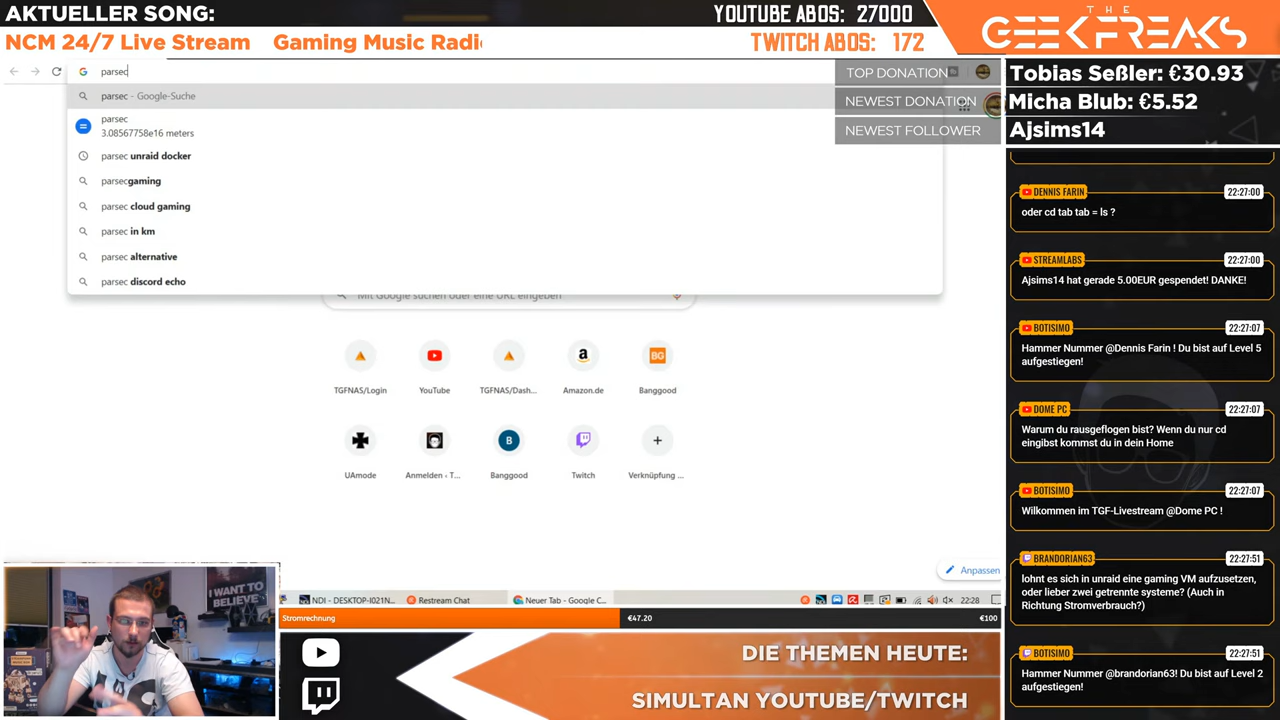 AKTUELLER SONG:
NCM 24/7 Live Stream Gaming Music Radi
YOUTUBE ABOS: 27000
TWITCH ABOS: 172
THE
GEEKFREAKS
parsec
TOP DONATION
Tobias Seßler: €30.93
NEWEST DONATION
Micha Blub: €5.52
NEWEST FOLLOWER
Ajsims14
parsec - Google-Suche
parsec
3.08567758e16 meters
parsec unraid docker
parsecgaming
parsec cloud gaming
parsec in km
parsec alternative
parsec discord echo
Mit Google suchen oder eine URL eingeben
TGFNAS/Login
YouTube
TGFNAS/Dash...
Amazon.de
Banggood
UAmode
Anmelden ‹ T...
Banggood
Twitch
Verknüpfung ...
Anpassen
DENNIS FARIN 22:27:00
oder cd tab tab = ls ?
STREAMLABS 22:27:00
Ajsims14 hat gerade 5.00EUR gespendet! DANKE!
BOTISIMO 22:27:07
Hammer Nummer @Dennis Farin ! Du bist auf Level 5
aufgestiegen!
DOME PC 22:27:07
Warum du rausgeflogen bist? Wenn du nur cd
eingibst kommst du in dein Home
BOTISIMO 22:27:07
Wilkommen im TGF-Livestream @Dome PC !
BRANDORIAN63 22:27:51
lohnt es sich in unraid eine gaming VM aufzusetzen,
oder lieber zwei getrennte systeme? (Auch in
Richtung Stromverbrauch?)
BOTISIMO 22:27:51
Hammer Nummer @brandorian63! Du bist auf Level 2
aufgestiegen!
I WANT TO
BELIEVE
NDI - DESKTOP-I021N...
Restream Chat
Neuer Tab - Google C...
22:28
Stromrechnung €47.20 €100
DIE THEMEN HEUTE:
SIMULTAN YOUTUBE/TWITCH